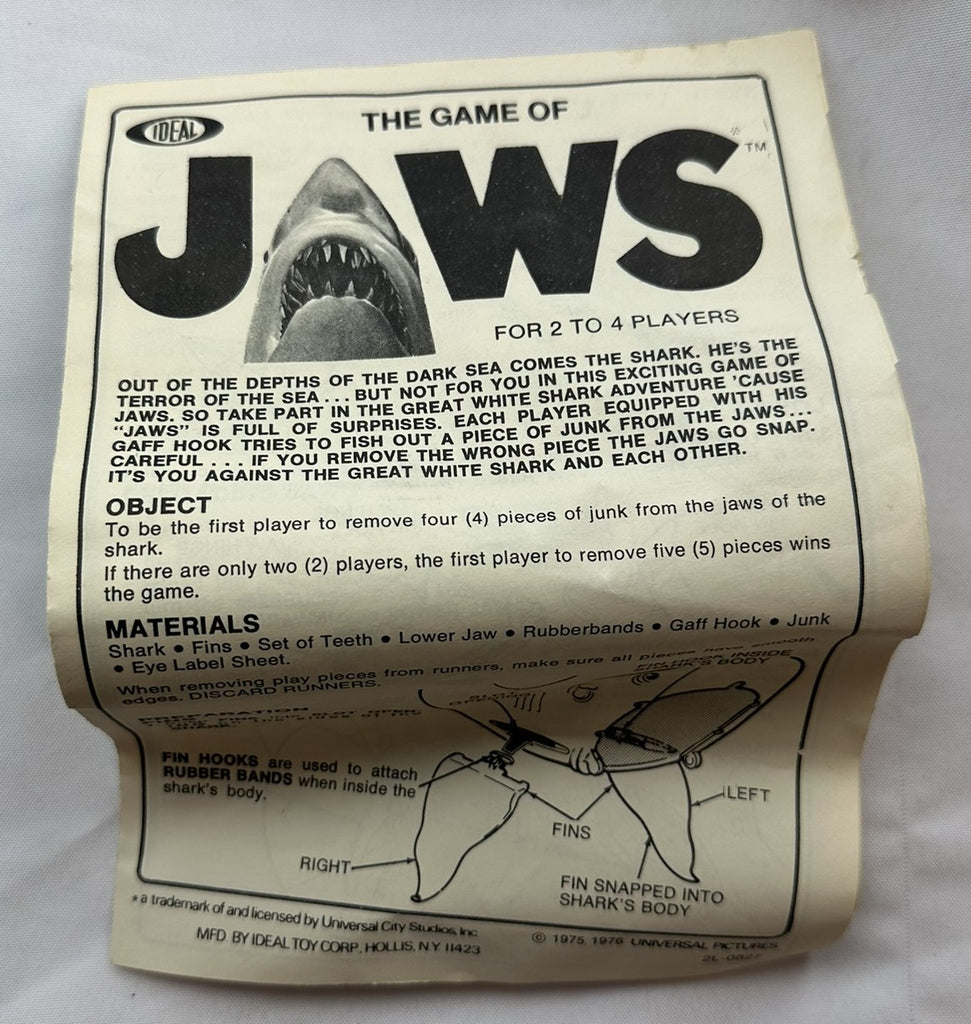 IDEAL
THE GAME OF
JAWS
* TM
FOR 2 TO 4 PLAYERS
OUT OF THE DEPTHS OF THE DARK SEA COMES THE SHARK. HE'S THE
TERROR OF THE SEA ... BUT NOT FOR YOU IN THIS EXCITING GAME OF
JAWS. SO TAKE PART IN THE GREAT WHITE SHARK ADVENTURE 'CAUSE
"JAWS" IS FULL OF SURPRISES. EACH PLAYER EQUIPPED WITH HIS
GAFF HOOK TRIES TO FISH OUT A PIECE OF JUNK FROM THE JAWS...
CAREFUL ... IF YOU REMOVE THE WRONG PIECE THE JAWS GO SNAP.
IT'S YOU AGAINST THE GREAT WHITE SHARK AND EACH OTHER.
OBJECT
To be the first player to remove four (4) pieces of junk from the jaws of the
shark.
If there are only two (2) players, the first player to remove five (5) pieces wins
the game.
MATERIALS
Shark • Fins • Set of Teeth • Lower Jaw • Rubberbands • Gaff Hook • Junk
• Eye Label Sheet.
When removing play pieces from runners, make sure all pieces have smooth
edges. DISCARD RUNNERS.
PREPARATION
FIN HOOK INSIDE
SHARK'S BODY
FIN HOOKS are used to attach
RUBBER BANDS when inside the
shark's body.
LEFT
FINS
RIGHT
FIN SNAPPED INTO
SHARK'S BODY
* a trademark of and licensed by Universal City Studios, Inc
MFD. BY IDEAL TOY CORP. HOLLIS, N.Y 11423
© 1975, 1976 UNIVERSAL PICTURES